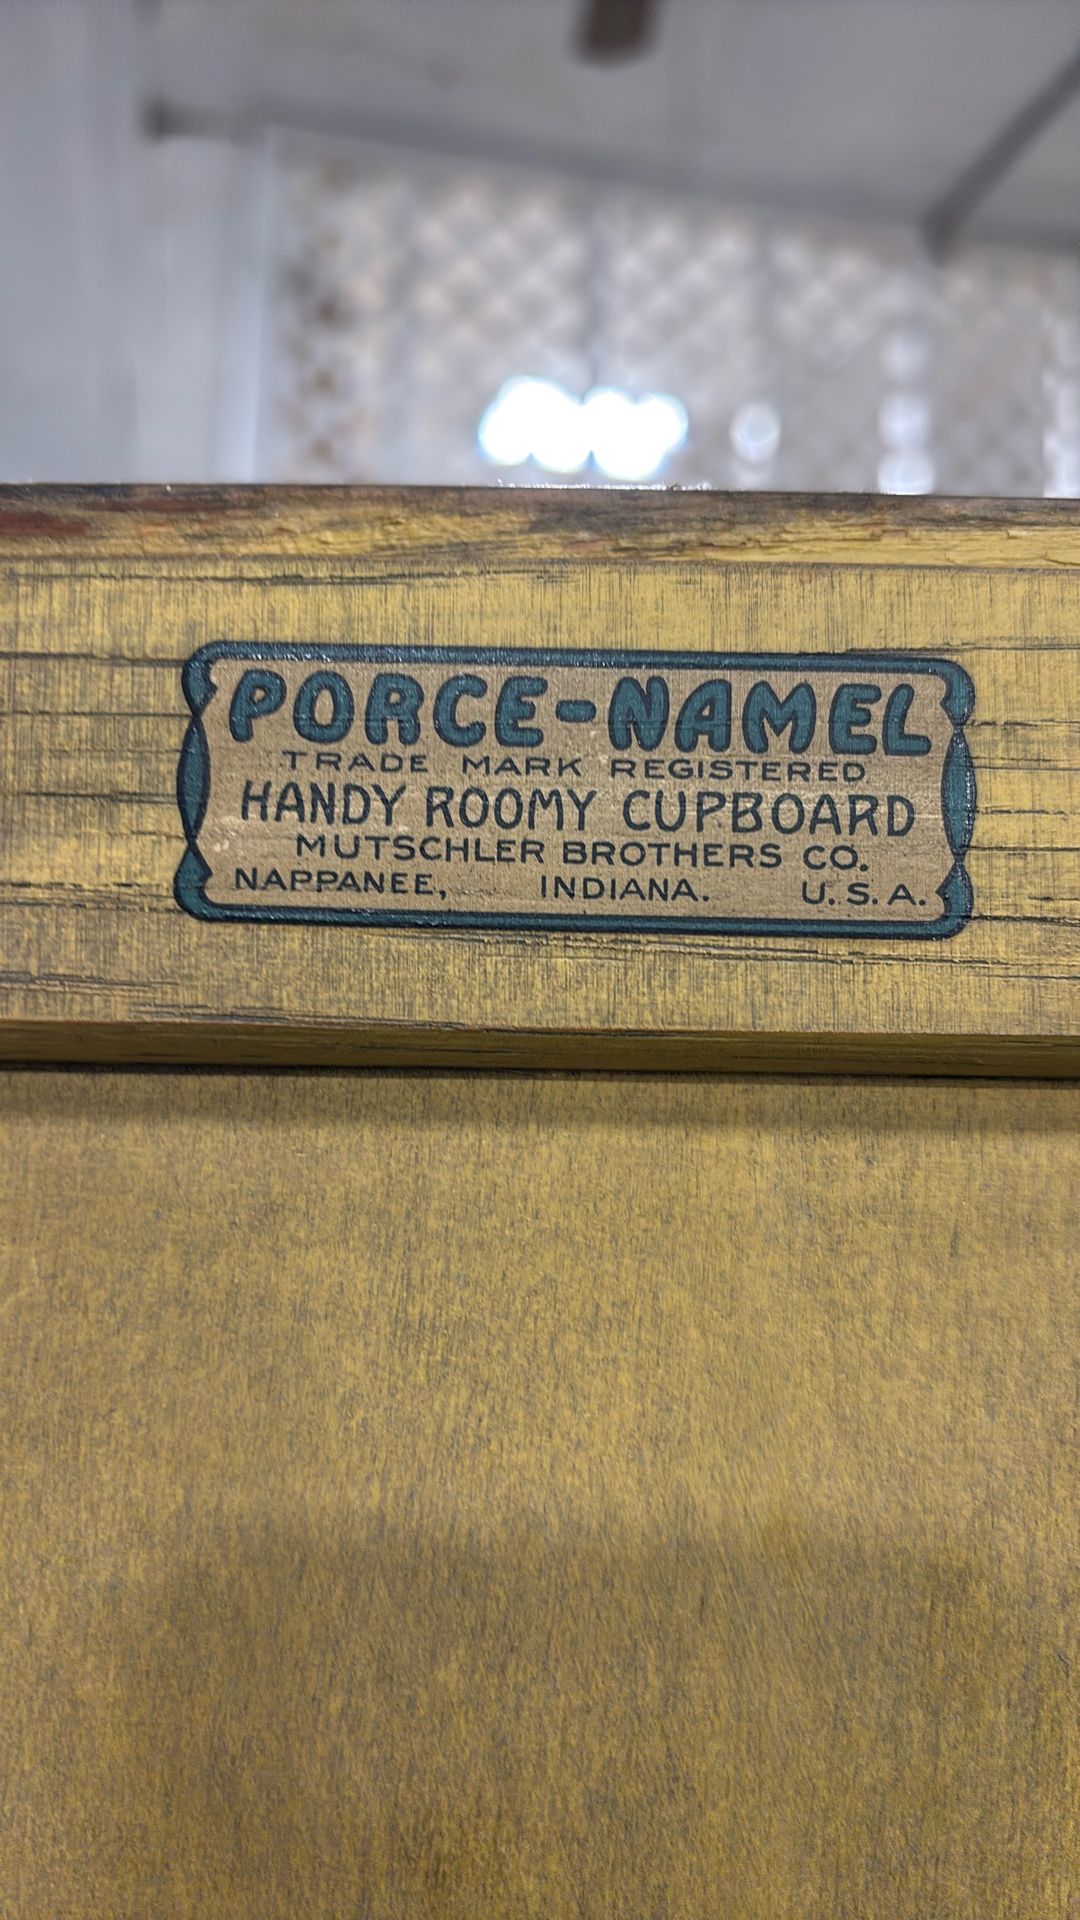 PORCE-NAMEL
TRADE MARK REGISTERED
HANDY ROOMY CUPBOARD
MUTSCHLER BROTHERS CO.
NAPPANEE, INDIANA. U.S.A.